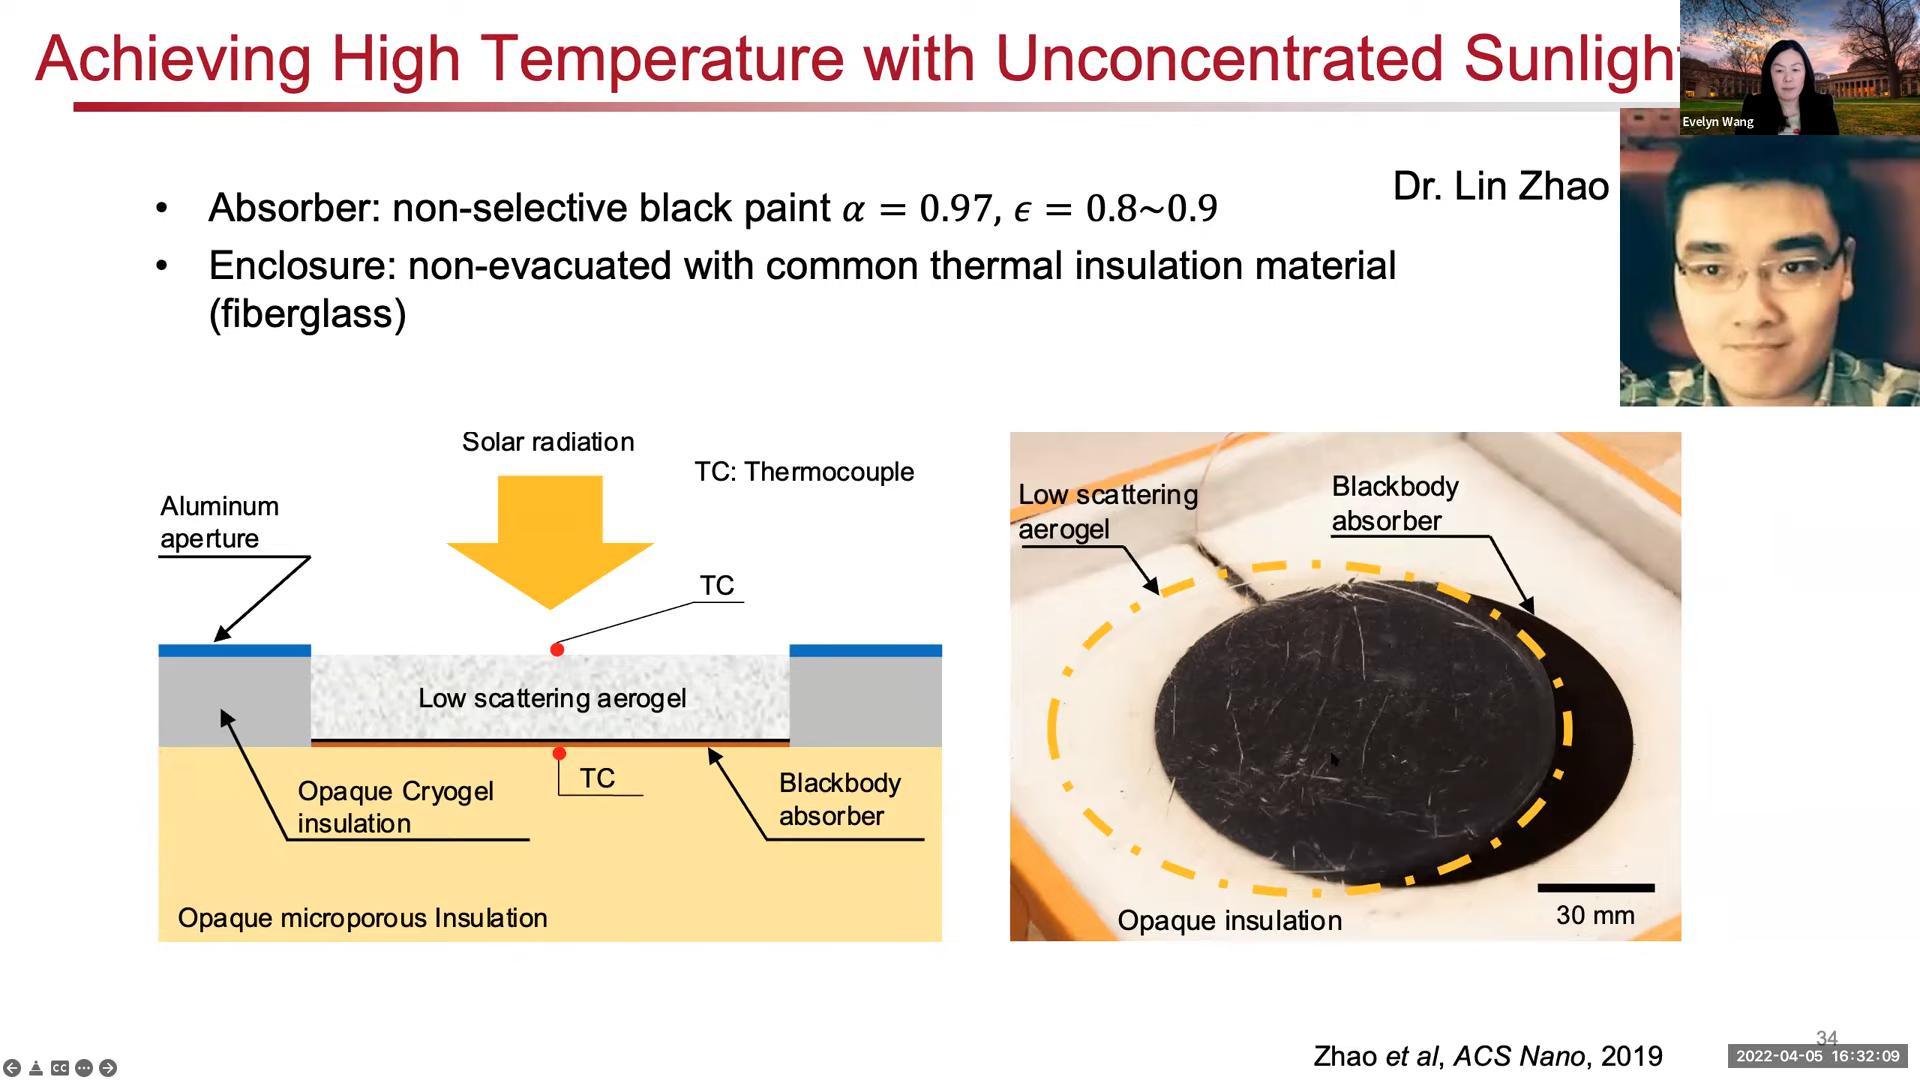 Achieving High Temperature with Unconcentrated Sunligh
Evelyn Wang
Dr. Lin Zhao
• Absorber: non-selective black paint α = 0.97, ϵ = 0.8~0.9
• Enclosure: non-evacuated with common thermal insulation material
(fiberglass)
Solar radiation
TC: Thermocouple
Aluminum
aperture
TC
Low scattering aerogel
TC
Opaque Cryogel
insulation
Blackbody
absorber
Opaque microporous Insulation
Low scattering
aerogel
Blackbody
absorber
Opaque insulation
30 mm
34
Zhao et al, ACS Nano, 2019
2022-04-05 16:32:09
CC